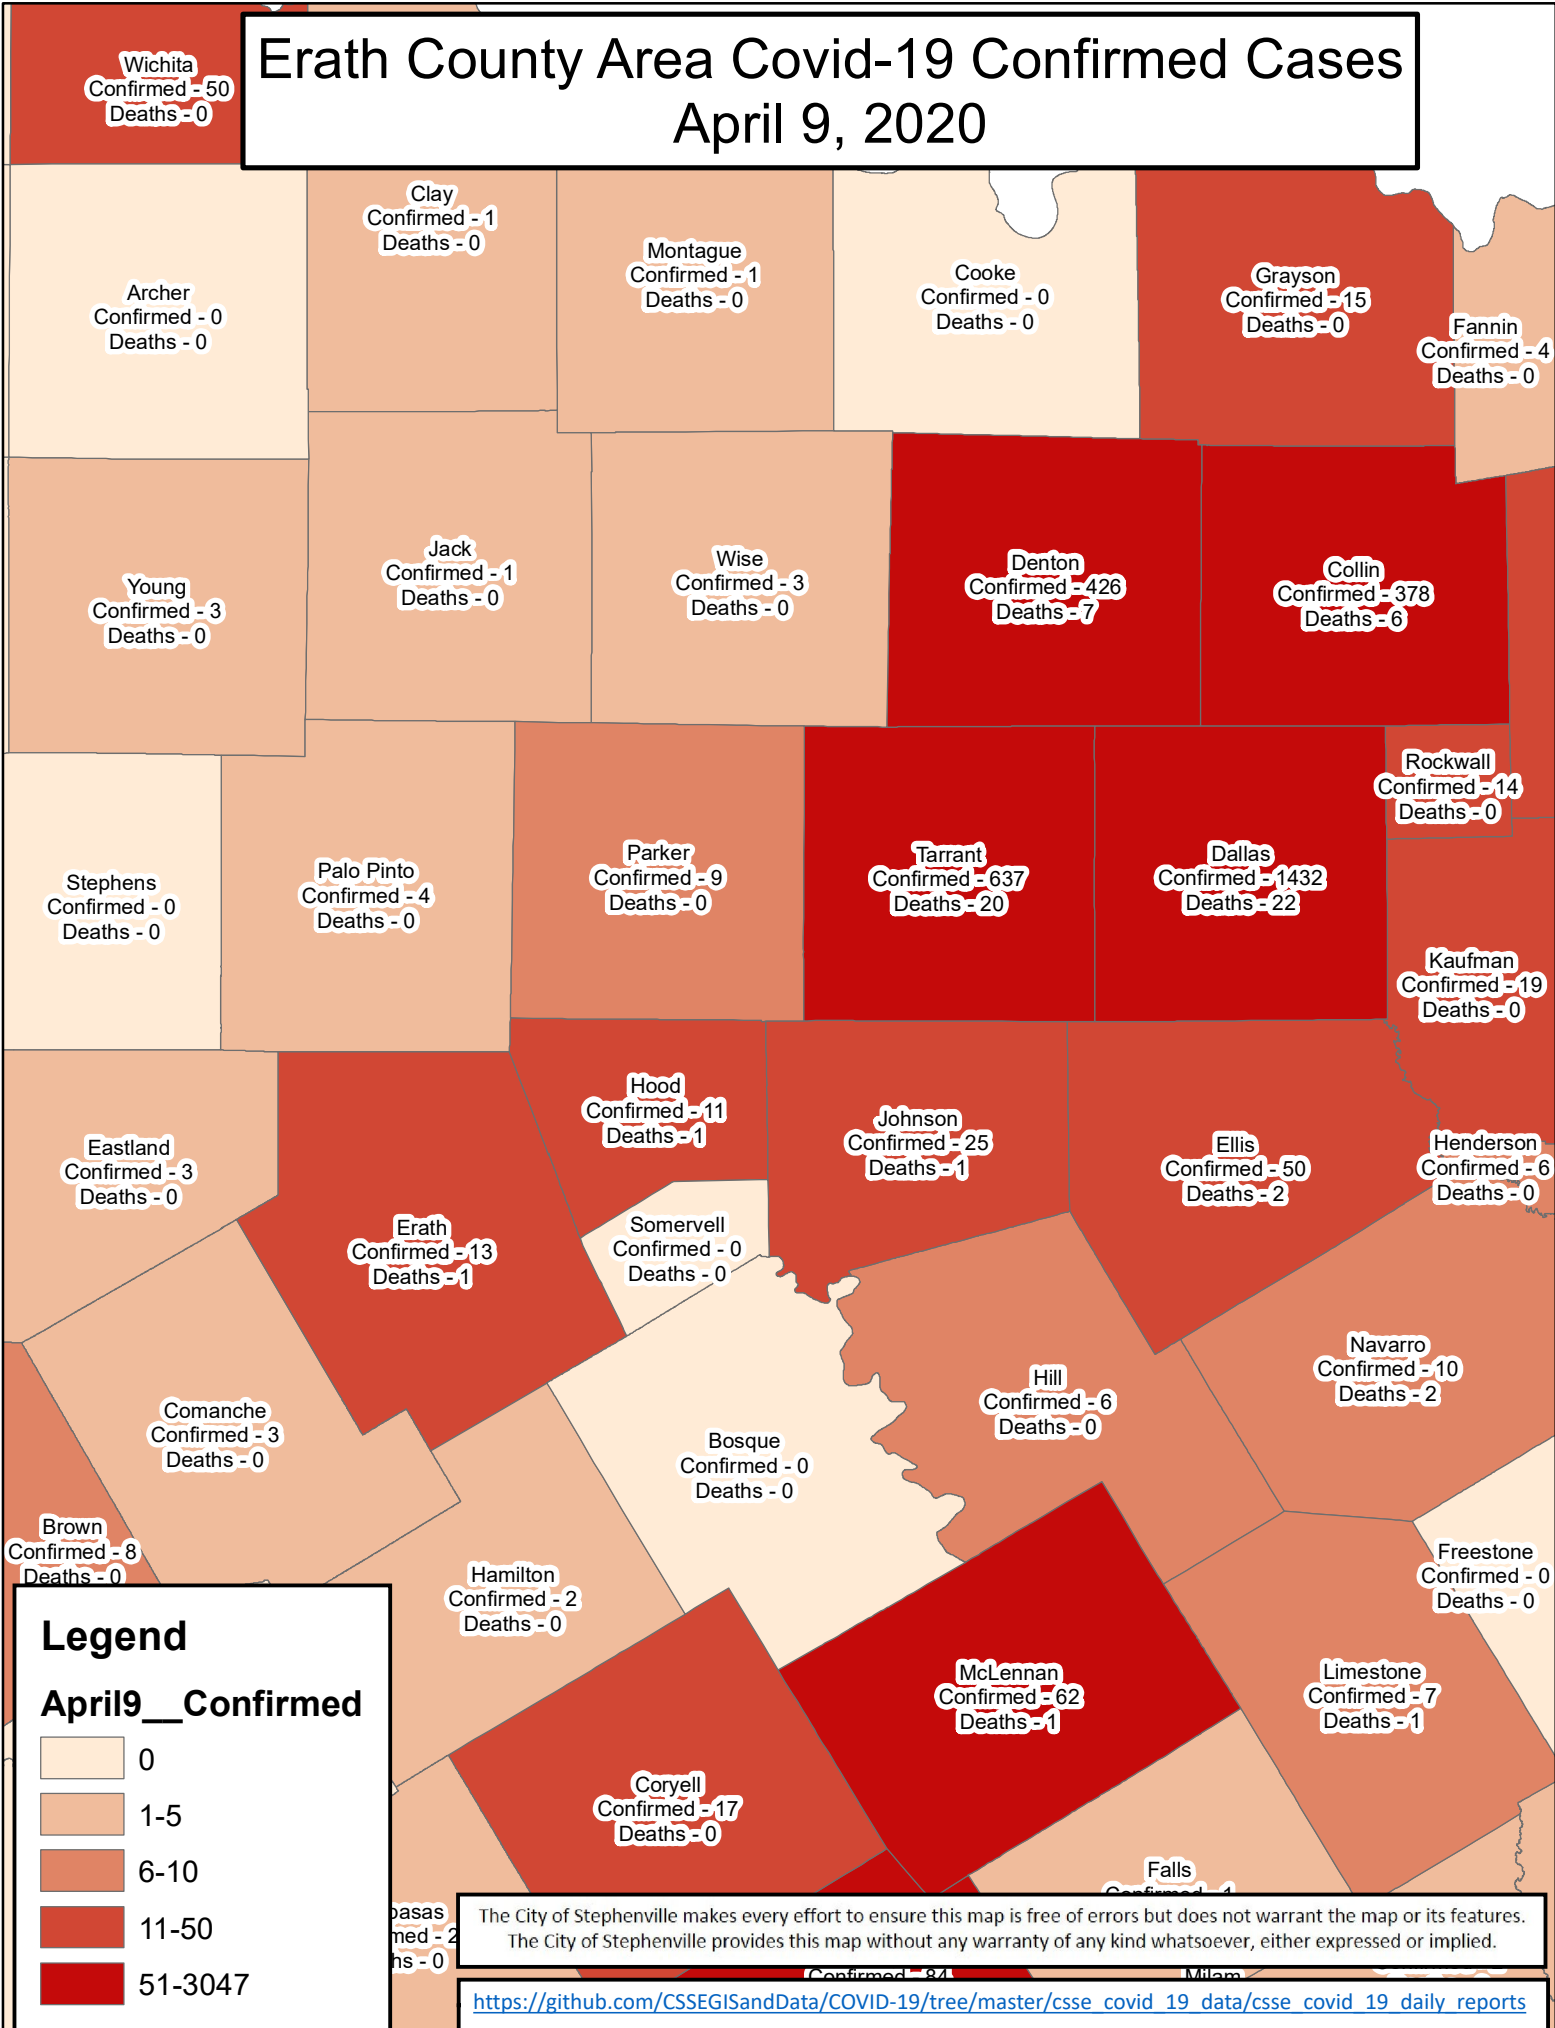 Erath County Area Covid-19 Confirmed Cases
April 9, 2020
Wichita
Confirmed - 50
Deaths - 0
Clay
Confirmed - 1
Deaths - 0
Montague
Confirmed - 1
Deaths - 0
Archer
Confirmed - 0
Deaths - 0
Cooke
Confirmed - 0
Deaths - 0
Grayson
Confirmed - 15
Deaths - 0
Fannin
Confirmed - 4
Deaths - 0
Young
Confirmed - 3
Deaths - 0
Jack
Confirmed - 1
Deaths - 0
Wise
Confirmed - 3
Deaths - 0
Denton
Confirmed - 426
Deaths - 7
Collin
Confirmed - 378
Deaths - 6
Rockwall
Confirmed - 14
Deaths - 0
Stephens
Confirmed - 0
Deaths - 0
Palo Pinto
Confirmed - 4
Deaths - 0
Parker
Confirmed - 9
Deaths - 0
Tarrant
Confirmed - 637
Deaths - 20
Dallas
Confirmed - 1432
Deaths - 22
Kaufman
Confirmed - 19
Deaths - 0
Eastland
Confirmed - 3
Deaths - 0
Hood
Confirmed - 11
Deaths - 1
Johnson
Confirmed - 25
Deaths - 1
Ellis
Confirmed - 50
Deaths - 2
Henderson
Confirmed - 6
Deaths - 0
Erath
Confirmed - 13
Deaths - 1
Somervell
Confirmed - 0
Deaths - 0
Comanche
Confirmed - 3
Deaths - 0
Bosque
Confirmed - 0
Deaths - 0
Hill
Confirmed - 6
Deaths - 0
Navarro
Confirmed - 10
Deaths - 2
Brown
Confirmed - 8
Deaths - 0
Hamilton
Confirmed - 2
Deaths - 0
Freestone
Confirmed - 0
Deaths - 0
McLennan
Confirmed - 62
Deaths - 1
Limestone
Confirmed - 7
Deaths - 1
Coryell
Confirmed - 17
Deaths - 0
Falls
Confirmed - 1
basas
med - 2
hs - 0
Confirmed - 84
Milam
Legend
April9__Confirmed
0
1-5
6-10
11-50
51-3047
The City of Stephenville makes every effort to ensure this map is free of errors but does not warrant the map or its features.
The City of Stephenville provides this map without any warranty of any kind whatsoever, either expressed or implied.
https://github.com/CSSEGISandData/COVID-19/tree/master/csse_covid_19_data/csse_covid_19_daily_reports